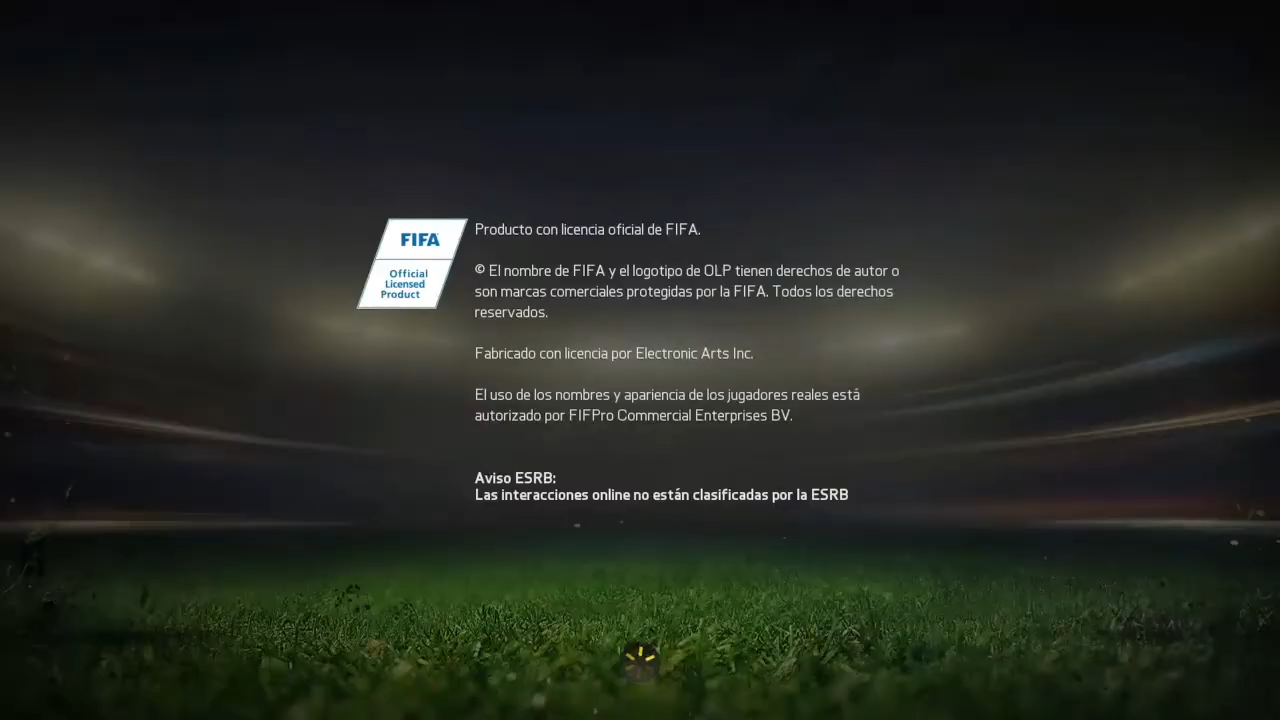 FIFA
Official
Licensed
Product
Producto con licencia oficial de FIFA.
© El nombre de FIFA y el logotipo de OLP tienen derechos de autor o
son marcas comerciales protegidas por la FIFA. Todos los derechos
reservados.
Fabricado con licencia por Electronic Arts Inc.
El uso de los nombres y apariencia de los jugadores reales está
autorizado por FIFPro Commercial Enterprises BV.
Aviso ESRB:
Las interacciones online no están clasificadas por la ESRB